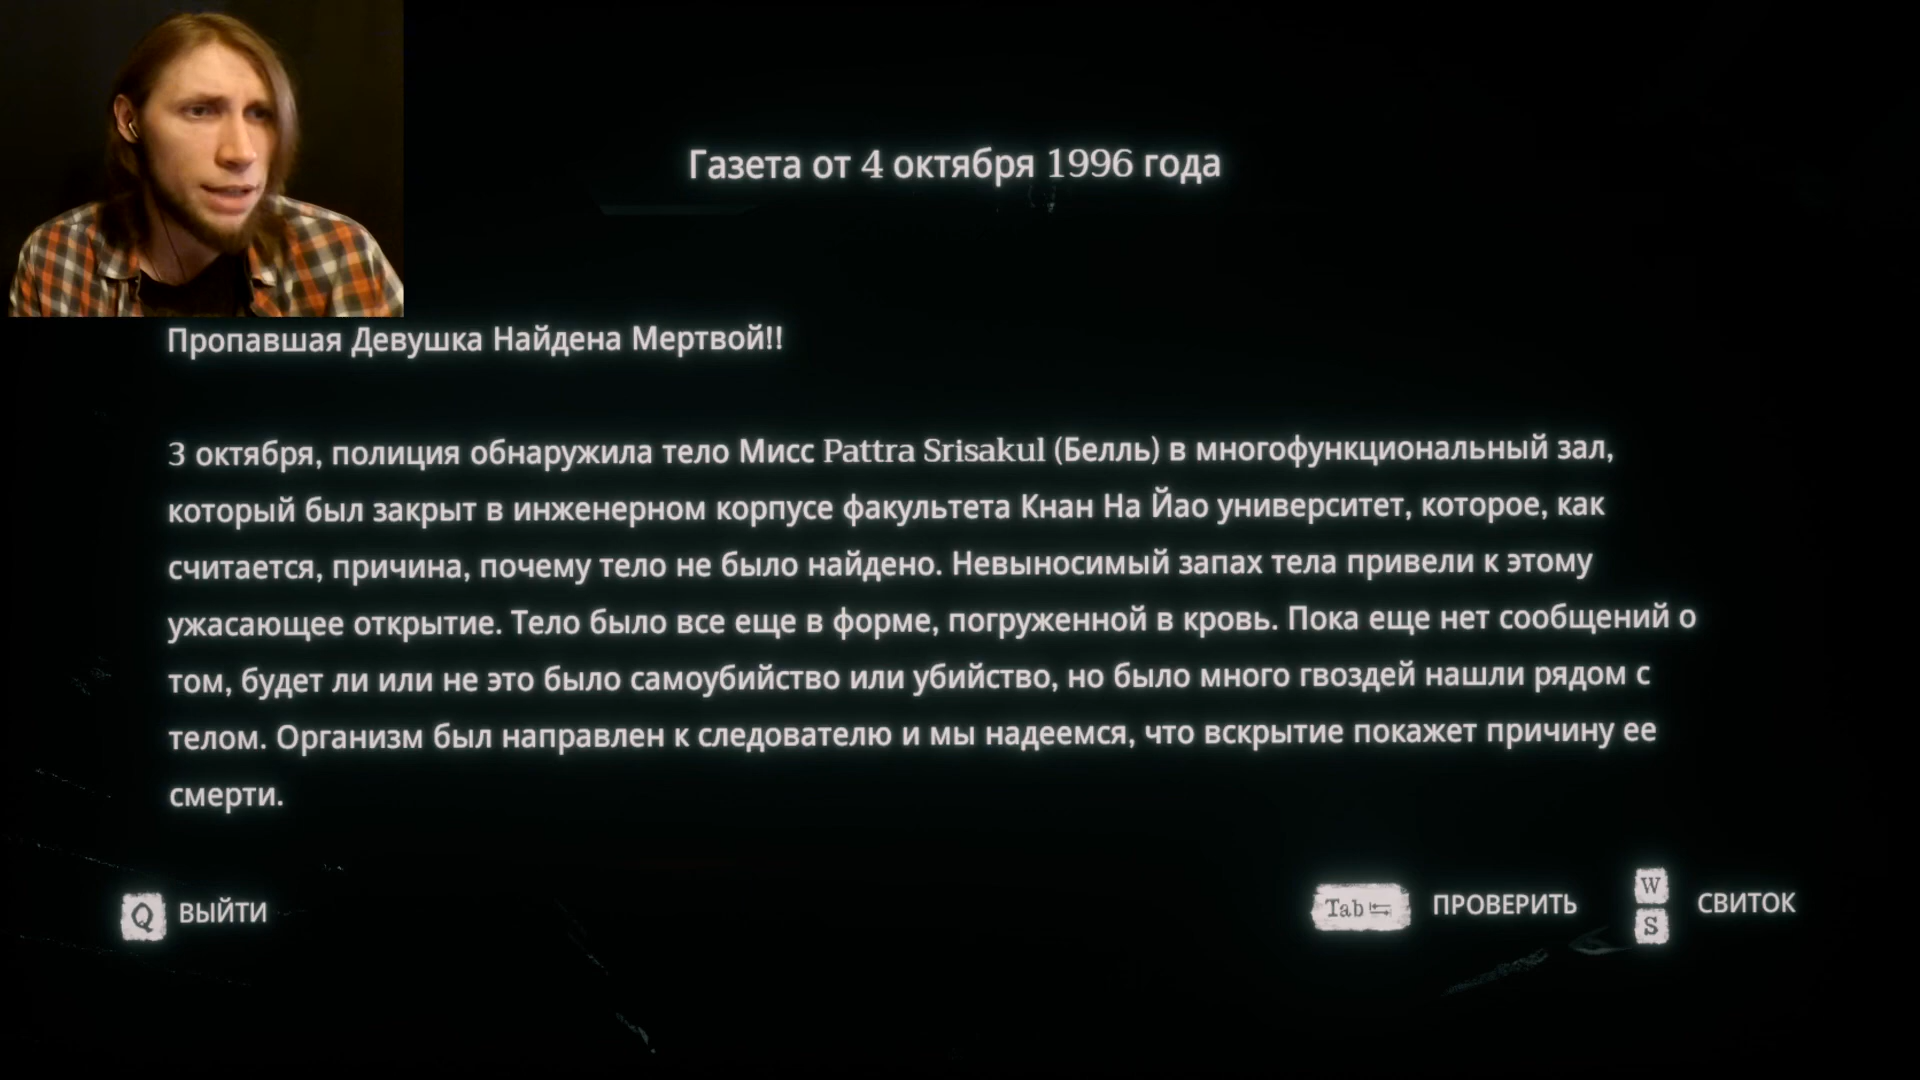 Газета от 4 октября 1996 года
Пропавшая Девушка Найдена Мертвой!!
3 октября, полиция обнаружила тело Мисс Pattra Srisakul (Белль) в многофункциональный зал,
который был закрыт в инженерном корпусе факультета Кнан На Йао университет, которое, как
считается, причина, почему тело не было найдено. Невыносимый запах тела привели к этому
ужасающее открытие. Тело было все еще в форме, погруженной в кровь. Пока еще нет сообщений о
том, будет ли или не это было самоубийство или убийство, но было много гвоздей нашли рядом с
телом. Организм был направлен к следователю и мы надеемся, что вскрытие покажет причину ее
смерти.
Q ВЫЙТИ
Tab ПРОВЕРИТЬ
W
S СВИТОК